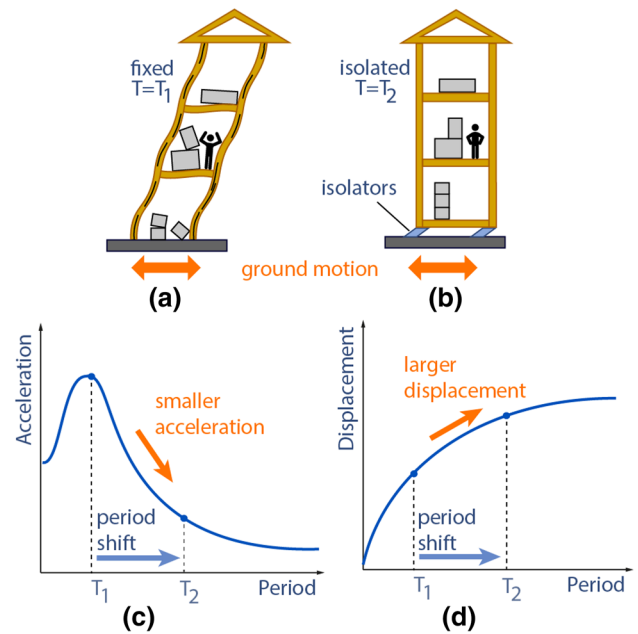 fixed
T=T1
isolated
T=T2
isolators
ground motion
(a)
(b)
Acceleration
smaller
acceleration
period
shift
T1
T2
Period
(c)
Displacement
larger
displacement
period
shift
T1
T2
Period
(d)